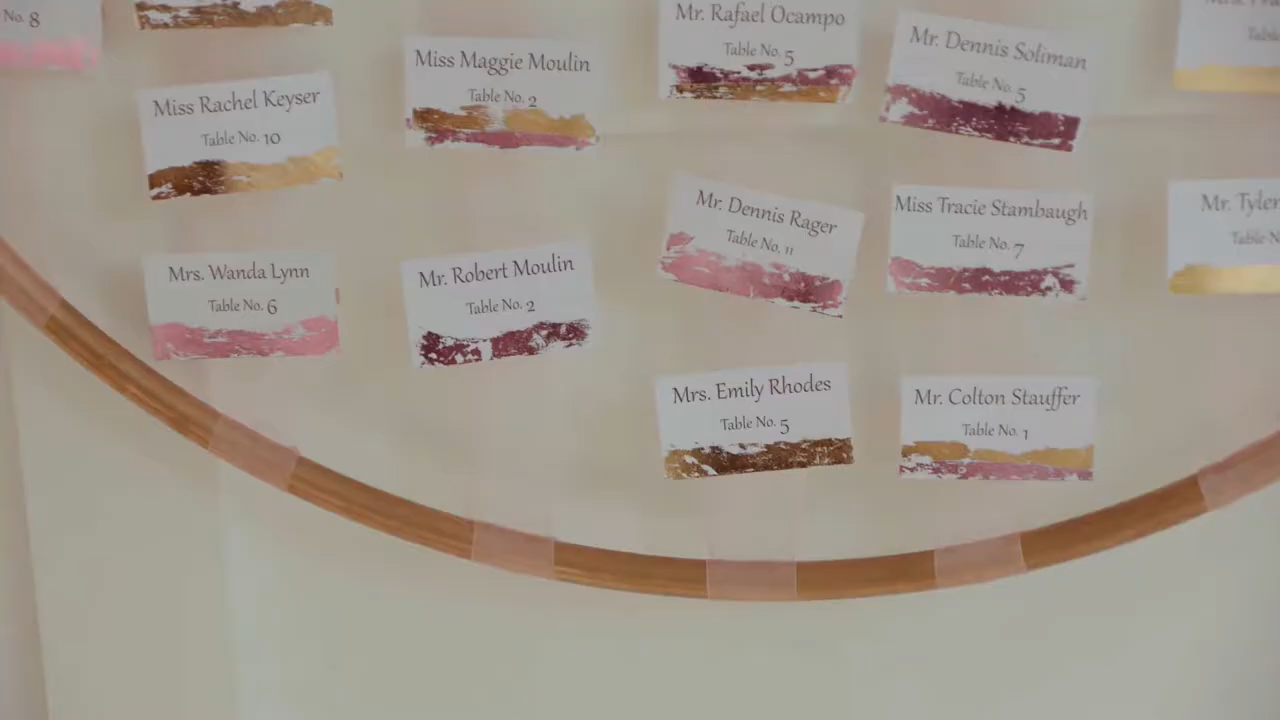 No. 8
Miss Rachel Keyser
Table No. 10
Mrs. Wanda Lynn
Table No. 6
Miss Maggie Moulin
Table No. 2
Mr. Robert Moulin
Table No. 2
Mr. Rafael Ocampo
Table No. 5
Mr. Dennis Rager
Table No. 11
Mrs. Emily Rhodes
Table No. 5
Mr. Dennis Soliman
Table No. 5
Miss Tracie Stambaugh
Table No. 7
Mr. Colton Stauffer
Table No. 1
Mr. Tyler
Table